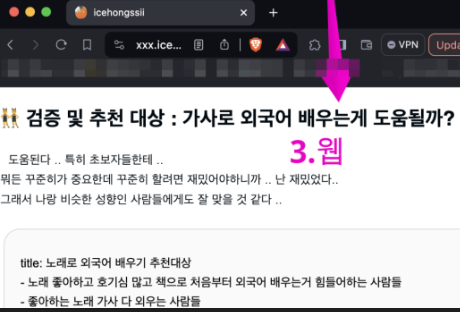 icehongssii
xxx.ice...
VPN
검증 및 추천 대상 : 가사로 외국어 배우는게 도움될까?
도움된다 .. 특히 초보자들한테 ..
3.웹
뭐든 꾸준히가 중요한데 꾸준히 할려면 재밌어야하니까 .. 난 재밌었다..
그래서 나랑 비슷한 성향인 사람들에게도 잘 맞을 것 같다 ..
title: 노래로 외국어 배우기 추천대상
- 노래 좋아하고 호기심 많고 책으로 처음부터 외국어 배우는거 힘들어하는 사람들
- 좋아하는 노래 가사 다 외우는 사람들